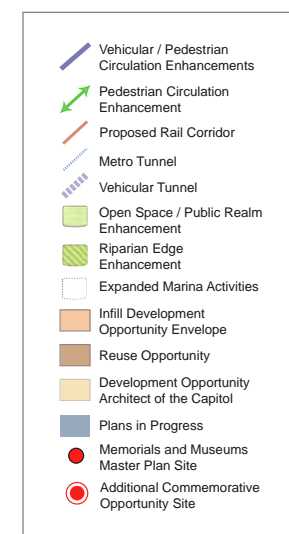 Vehicular / Pedestrian
Circulation Enhancements
Pedestrian Circulation
Enhancement
Proposed Rail Corridor
Metro Tunnel
Vehicular Tunnel
Open Space / Public Realm
Enhancement
Riparian Edge
Enhancement
Expanded Marina Activities
Infill Development
Opportunity Envelope
Reuse Opportunity
Development Opportunity
Architect of the Capitol
Plans in Progress
Memorials and Museums
Master Plan Site
Additional Commemorative
Opportunity Site